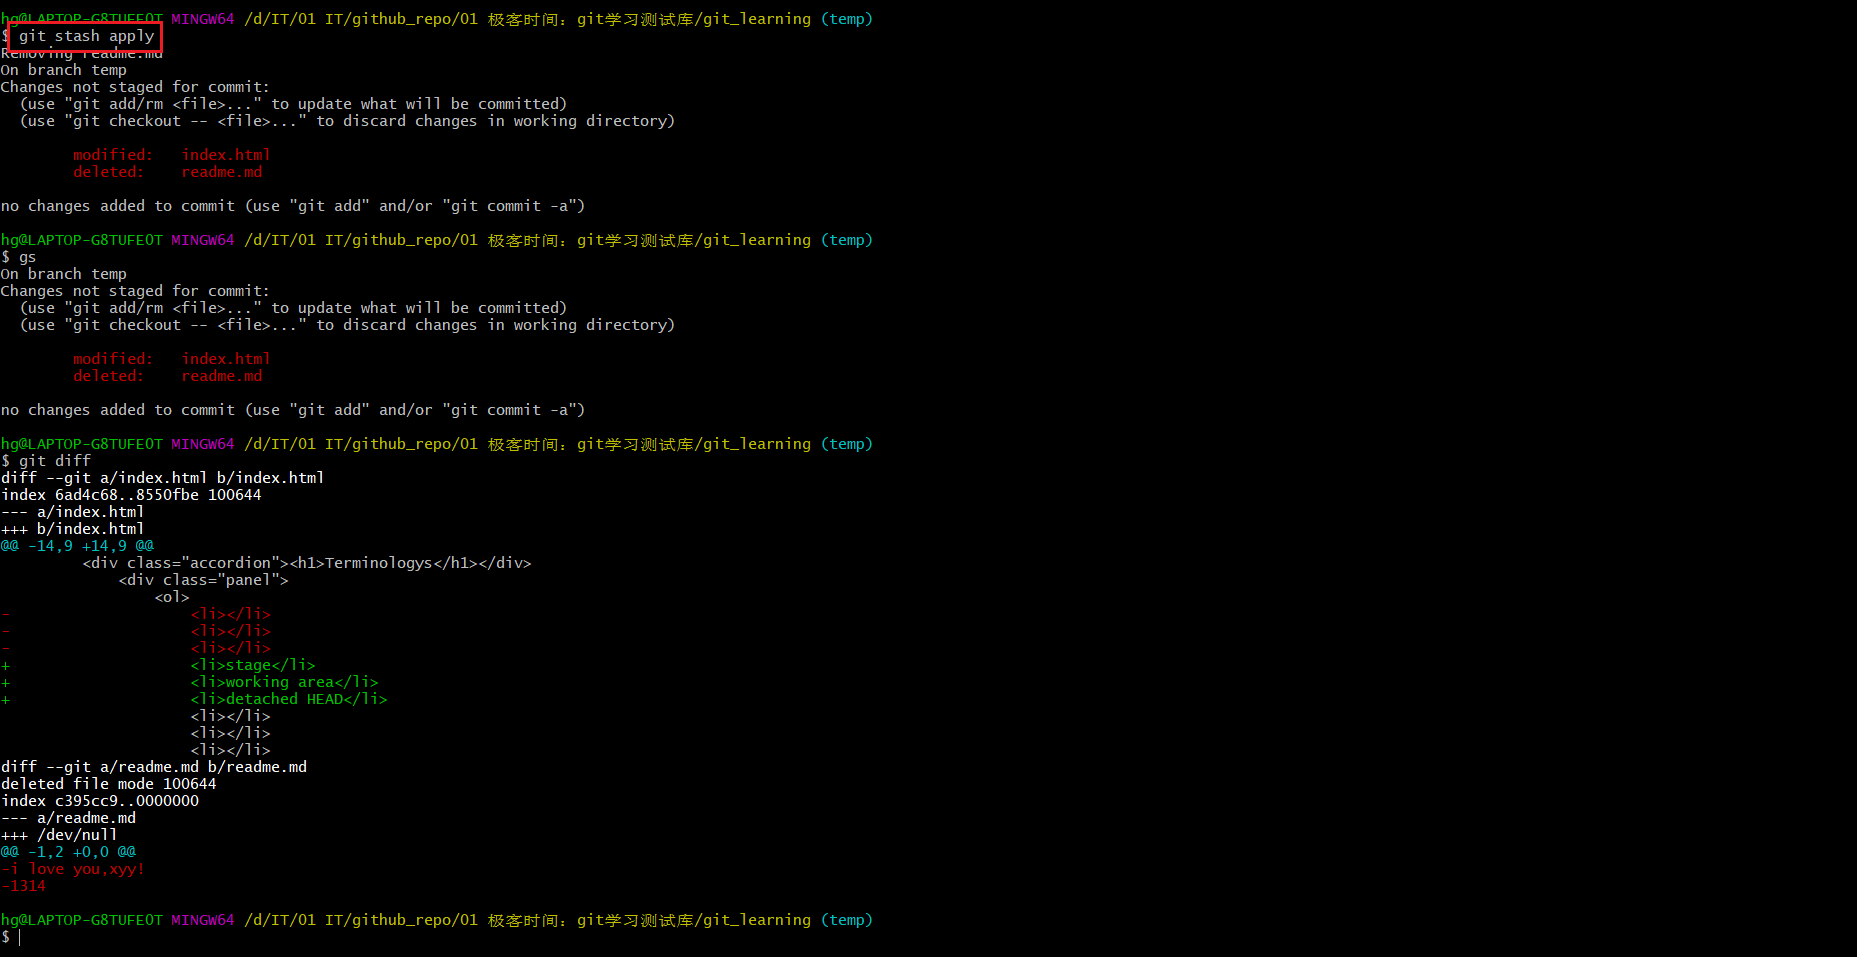 hg@LAPTOP-G8TUFE0T MINGW64 /d/IT/01 IT/github_repo/01 极客时间：git学习测试库/git_learning (temp)
$ git stash apply
Removing readme.md
On branch temp
Changes not staged for commit:
  (use "git add/rm <file>..." to update what will be committed)
  (use "git checkout -- <file>..." to discard changes in working directory)
        modified:   index.html
        deleted:    readme.md
no changes added to commit (use "git add" and/or "git commit -a")
hg@LAPTOP-G8TUFE0T MINGW64 /d/IT/01 IT/github_repo/01 极客时间：git学习测试库/git_learning (temp)
$ gs
On branch temp
Changes not staged for commit:
  (use "git add/rm <file>..." to update what will be committed)
  (use "git checkout -- <file>..." to discard changes in working directory)
        modified:   index.html
        deleted:    readme.md
no changes added to commit (use "git add" and/or "git commit -a")
hg@LAPTOP-G8TUFE0T MINGW64 /d/IT/01 IT/github_repo/01 极客时间：git学习测试库/git_learning (temp)
$ git diff
diff --git a/index.html b/index.html
index 6ad4c68..8550fbe 100644
--- a/index.html
+++ b/index.html
@@ -14,9 +14,9 @@
         <div class="accordion"><h1>Terminologys</h1></div>
             <div class="panel">
                 <ol>
-                    <li></li>
-                    <li></li>
-                    <li></li>
+                    <li>stage</li>
+                    <li>working area</li>
+                    <li>detached HEAD</li>
                     <li></li>
                     <li></li>
                     <li></li>
diff --git a/readme.md b/readme.md
deleted file mode 100644
index c395cc9..0000000
--- a/readme.md
+++ /dev/null
@@ -1,2 +0,0 @@
-i love you,xyy!
-1314
hg@LAPTOP-G8TUFE0T MINGW64 /d/IT/01 IT/github_repo/01 极客时间：git学习测试库/git_learning (temp)
$